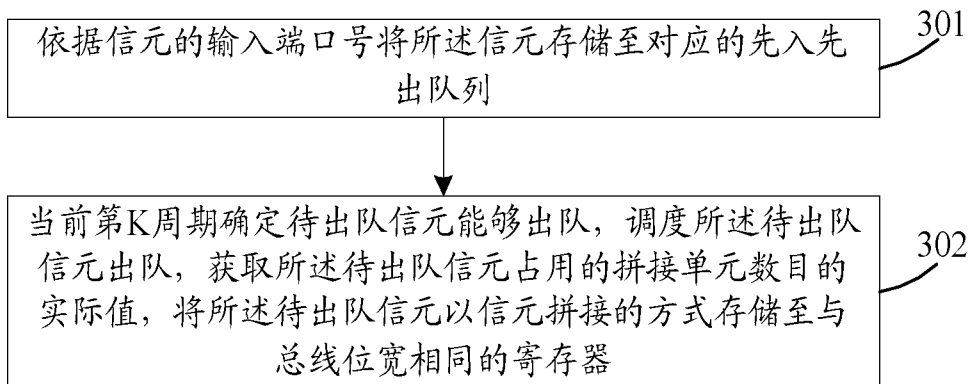 依据信元的输入端口号将所述信元存储至对应的先入先
出队列
301
当前第K周期确定待出队信元能够出队，调度所述待出队
信元出队，获取所述待出队信元占用的拼接单元数目的
实际值，将所述待出队信元以信元拼接的方式存储至与
总线位宽相同的寄存器
302